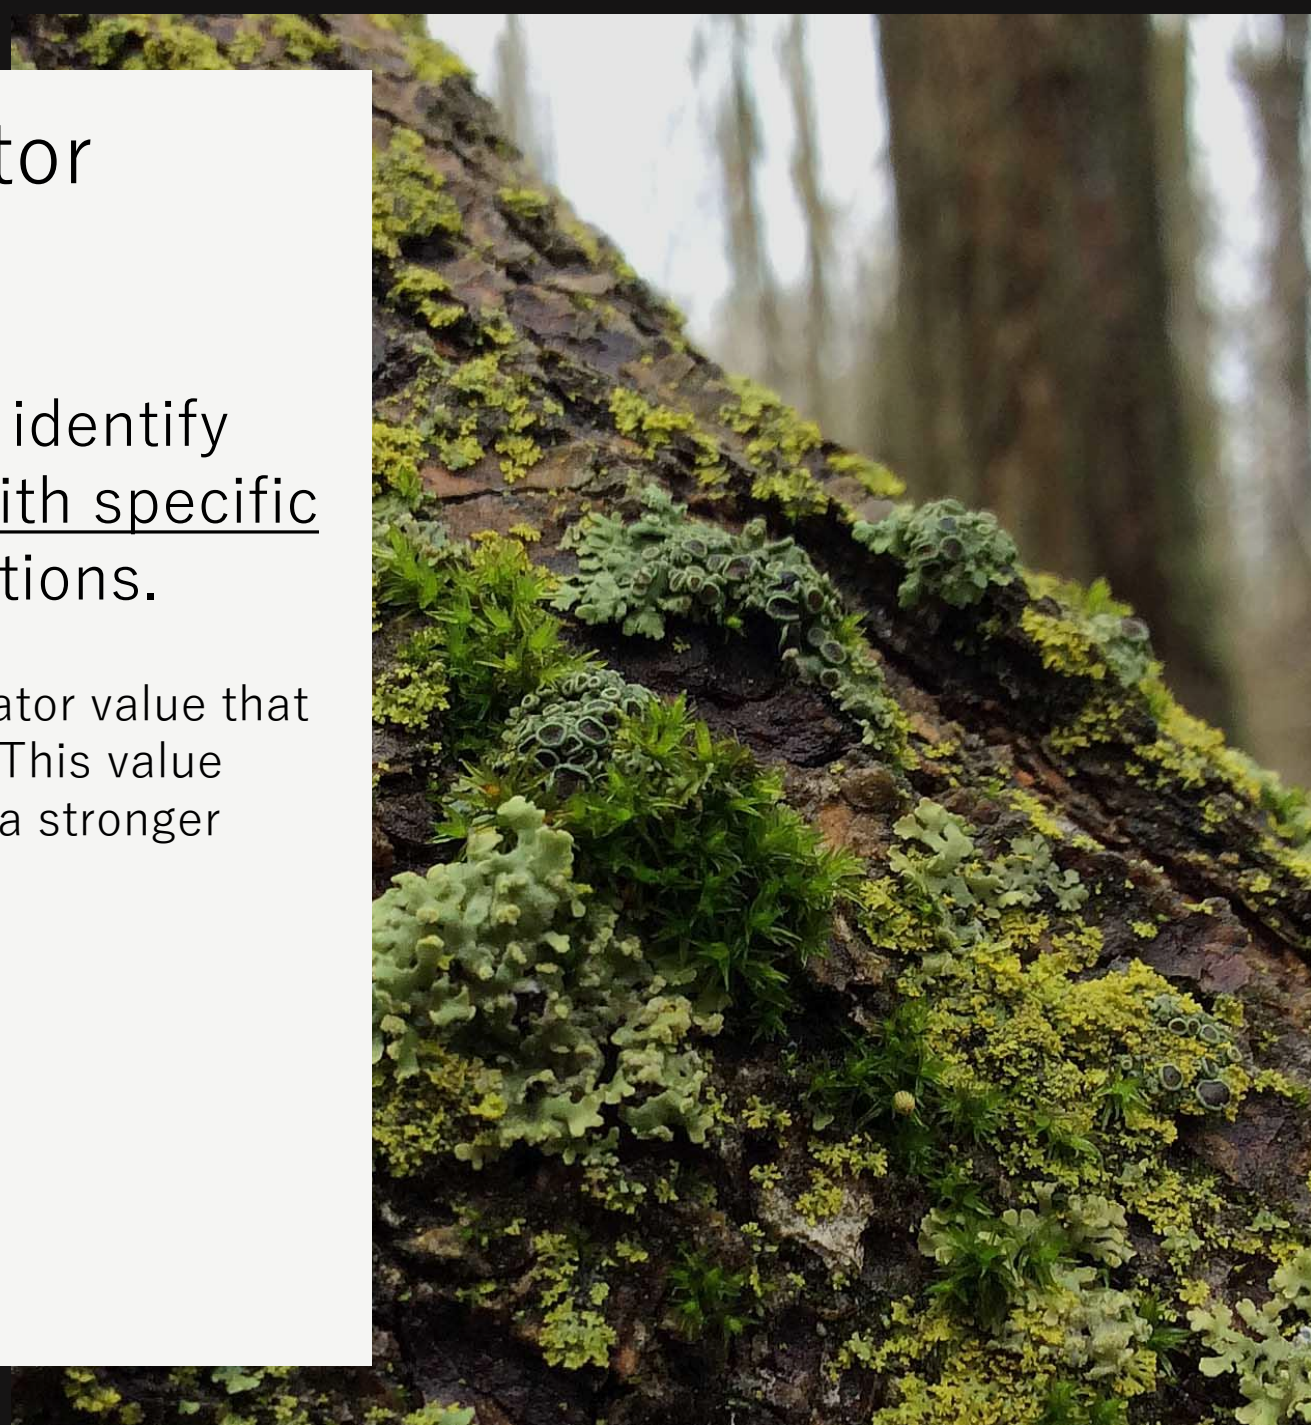 tor
identify
ith specific
tions.
ator value that
This value
a stronger